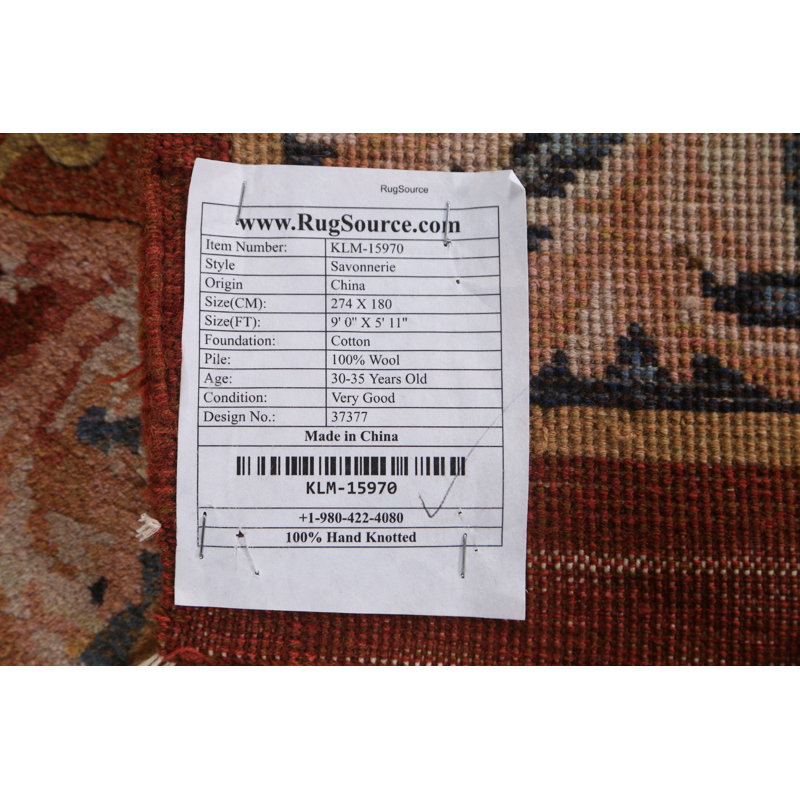 RugSource
www.RugSource.com
Item Number: KLM-15970
Style Savonnerie
Origin China
Size(CM): 274 X 180
Size(FT): 9' 0" X 5' 11"
Foundation: Cotton
Pile: 100% Wool
Age: 30-35 Years Old
Condition: Very Good
Design No.: 37377
Made in China
KLM-15970
+1-980-422-4080
100% Hand Knotted